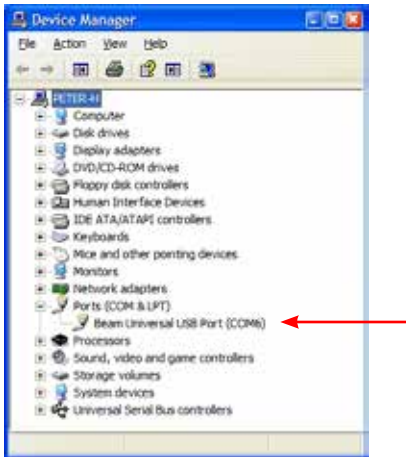 Device Manager
File Action View Help
PETER-H
Computer
Disk drives
Display adapters
DVD/CD-ROM drives
Floppy disk controllers
Human Interface Devices
IDE ATA/ATAPI controllers
Keyboards
Mice and other pointing devices
Monitors
Network adapters
Ports (COM & LPT)
Beam Universal USB Port (COM6)
Processors
Sound, video and game controllers
Storage volumes
System devices
Universal Serial Bus controllers